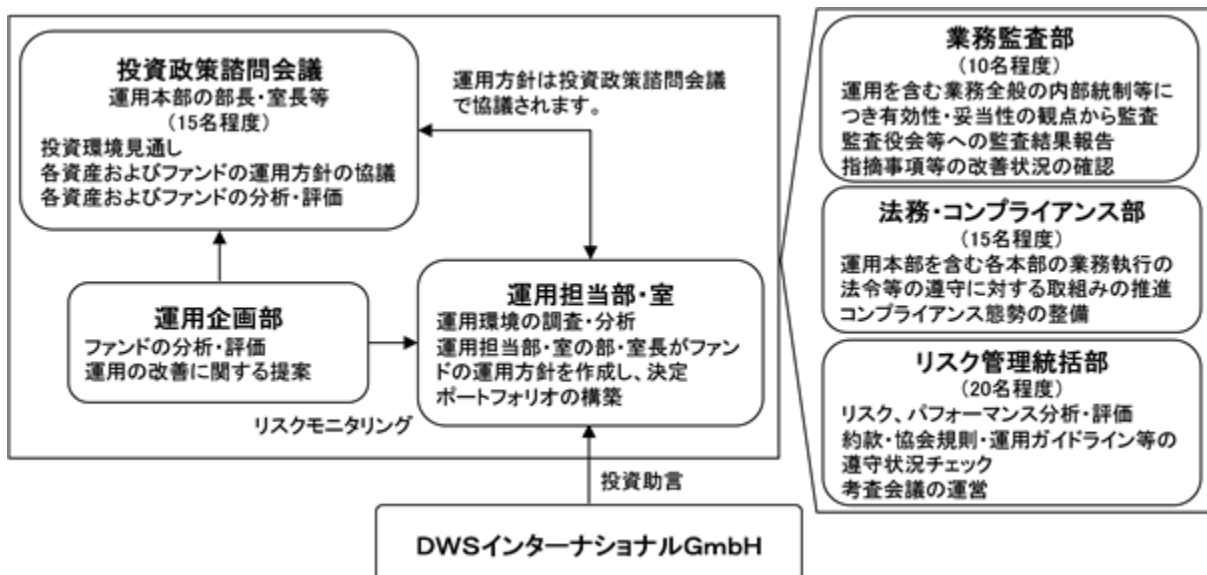 投資政策諮問会議
運用本部の部長・室長等
(15名程度)
投資環境見通し
各資産およびファンドの運用方針の協議
各資産およびファンドの分析・評価
運用方針は投資政策諮問会議
で協議されます。
運用企画部
ファンドの分析・評価
運用の改善に関する提案
リスクモニタリング
運用担当部・室
運用環境の調査・分析
運用担当部・室の部・室長がファン
ドの運用方針を作成し、決定
ポートフォリオの構築
投資助言
DWSインターナショナルGmbH
業務監査部
(10名程度)
運用を含む業務全般の内部統制等に
つき有効性・妥当性の観点から監査
監査役会等への監査結果報告
指摘事項等の改善状況の確認
法務・コンプライアンス部
(15名程度)
運用本部を含む各本部の業務執行の
法令等の遵守に対する取組みの推進
コンプライアンス態勢の整備
リスク管理統括部
(20名程度)
リスク、パフォーマンス分析・評価
約款・協会規則・運用ガイドライン等の
遵守状況チェック
考査会議の運営